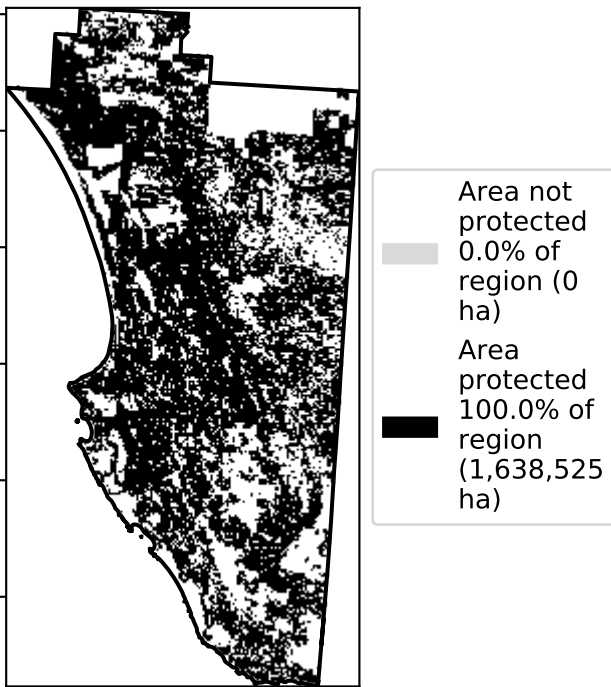 Area not
protected
0.0% of
region (0
ha)
Area
protected
100.0% of
region
(1,638,525
ha)